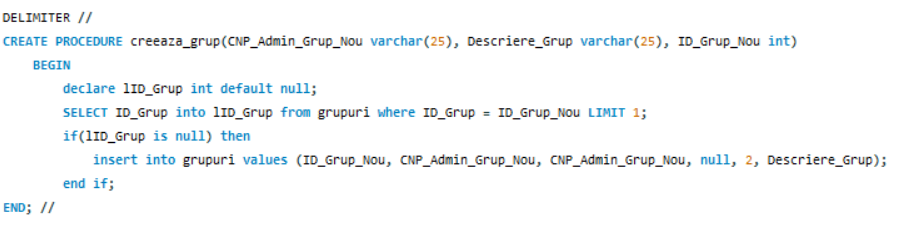 DELIMITER //
CREATE PROCEDURE creeaza_grup(CNP_Admin_Grup_Nou varchar(25), Descriere_Grup varchar(25), ID_Grup_Nou int)
BEGIN
declare lID_Grup int default null;
SELECT ID_Grup into lID_Grup from grupuri where ID_Grup = ID_Grup_Nou LIMIT 1;
if(lID_Grup is null) then
insert into grupuri values (ID_Grup_Nou, CNP_Admin_Grup_Nou, CNP_Admin_Grup_Nou, null, 2, Descriere_Grup);
end if;
END; //